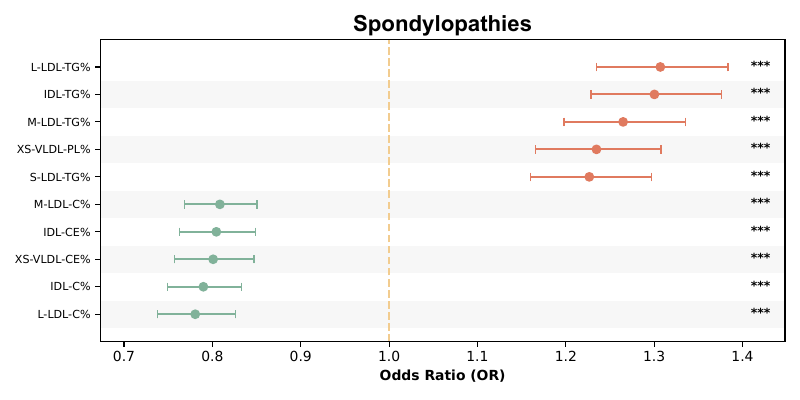 Spondylopathies
L-LDL-TG% ***
IDL-TG% ***
M-LDL-TG% ***
XS-VLDL-PL% ***
S-LDL-TG% ***
M-LDL-C% ***
IDL-CE% ***
XS-VLDL-CE% ***
IDL-C% ***
L-LDL-C% ***
0.7 0.8 0.9 1.0 1.1 1.2 1.3 1.4
Odds Ratio (OR)